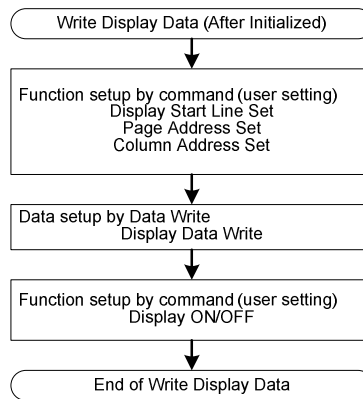 Write Display Data (After Initialized)
Function setup by command (user setting)
Display Start Line Set
Page Address Set
Column Address Set
Data setup by Data Write
Display Data Write
Function setup by command (user setting)
Display ON/OFF
End of Write Display Data